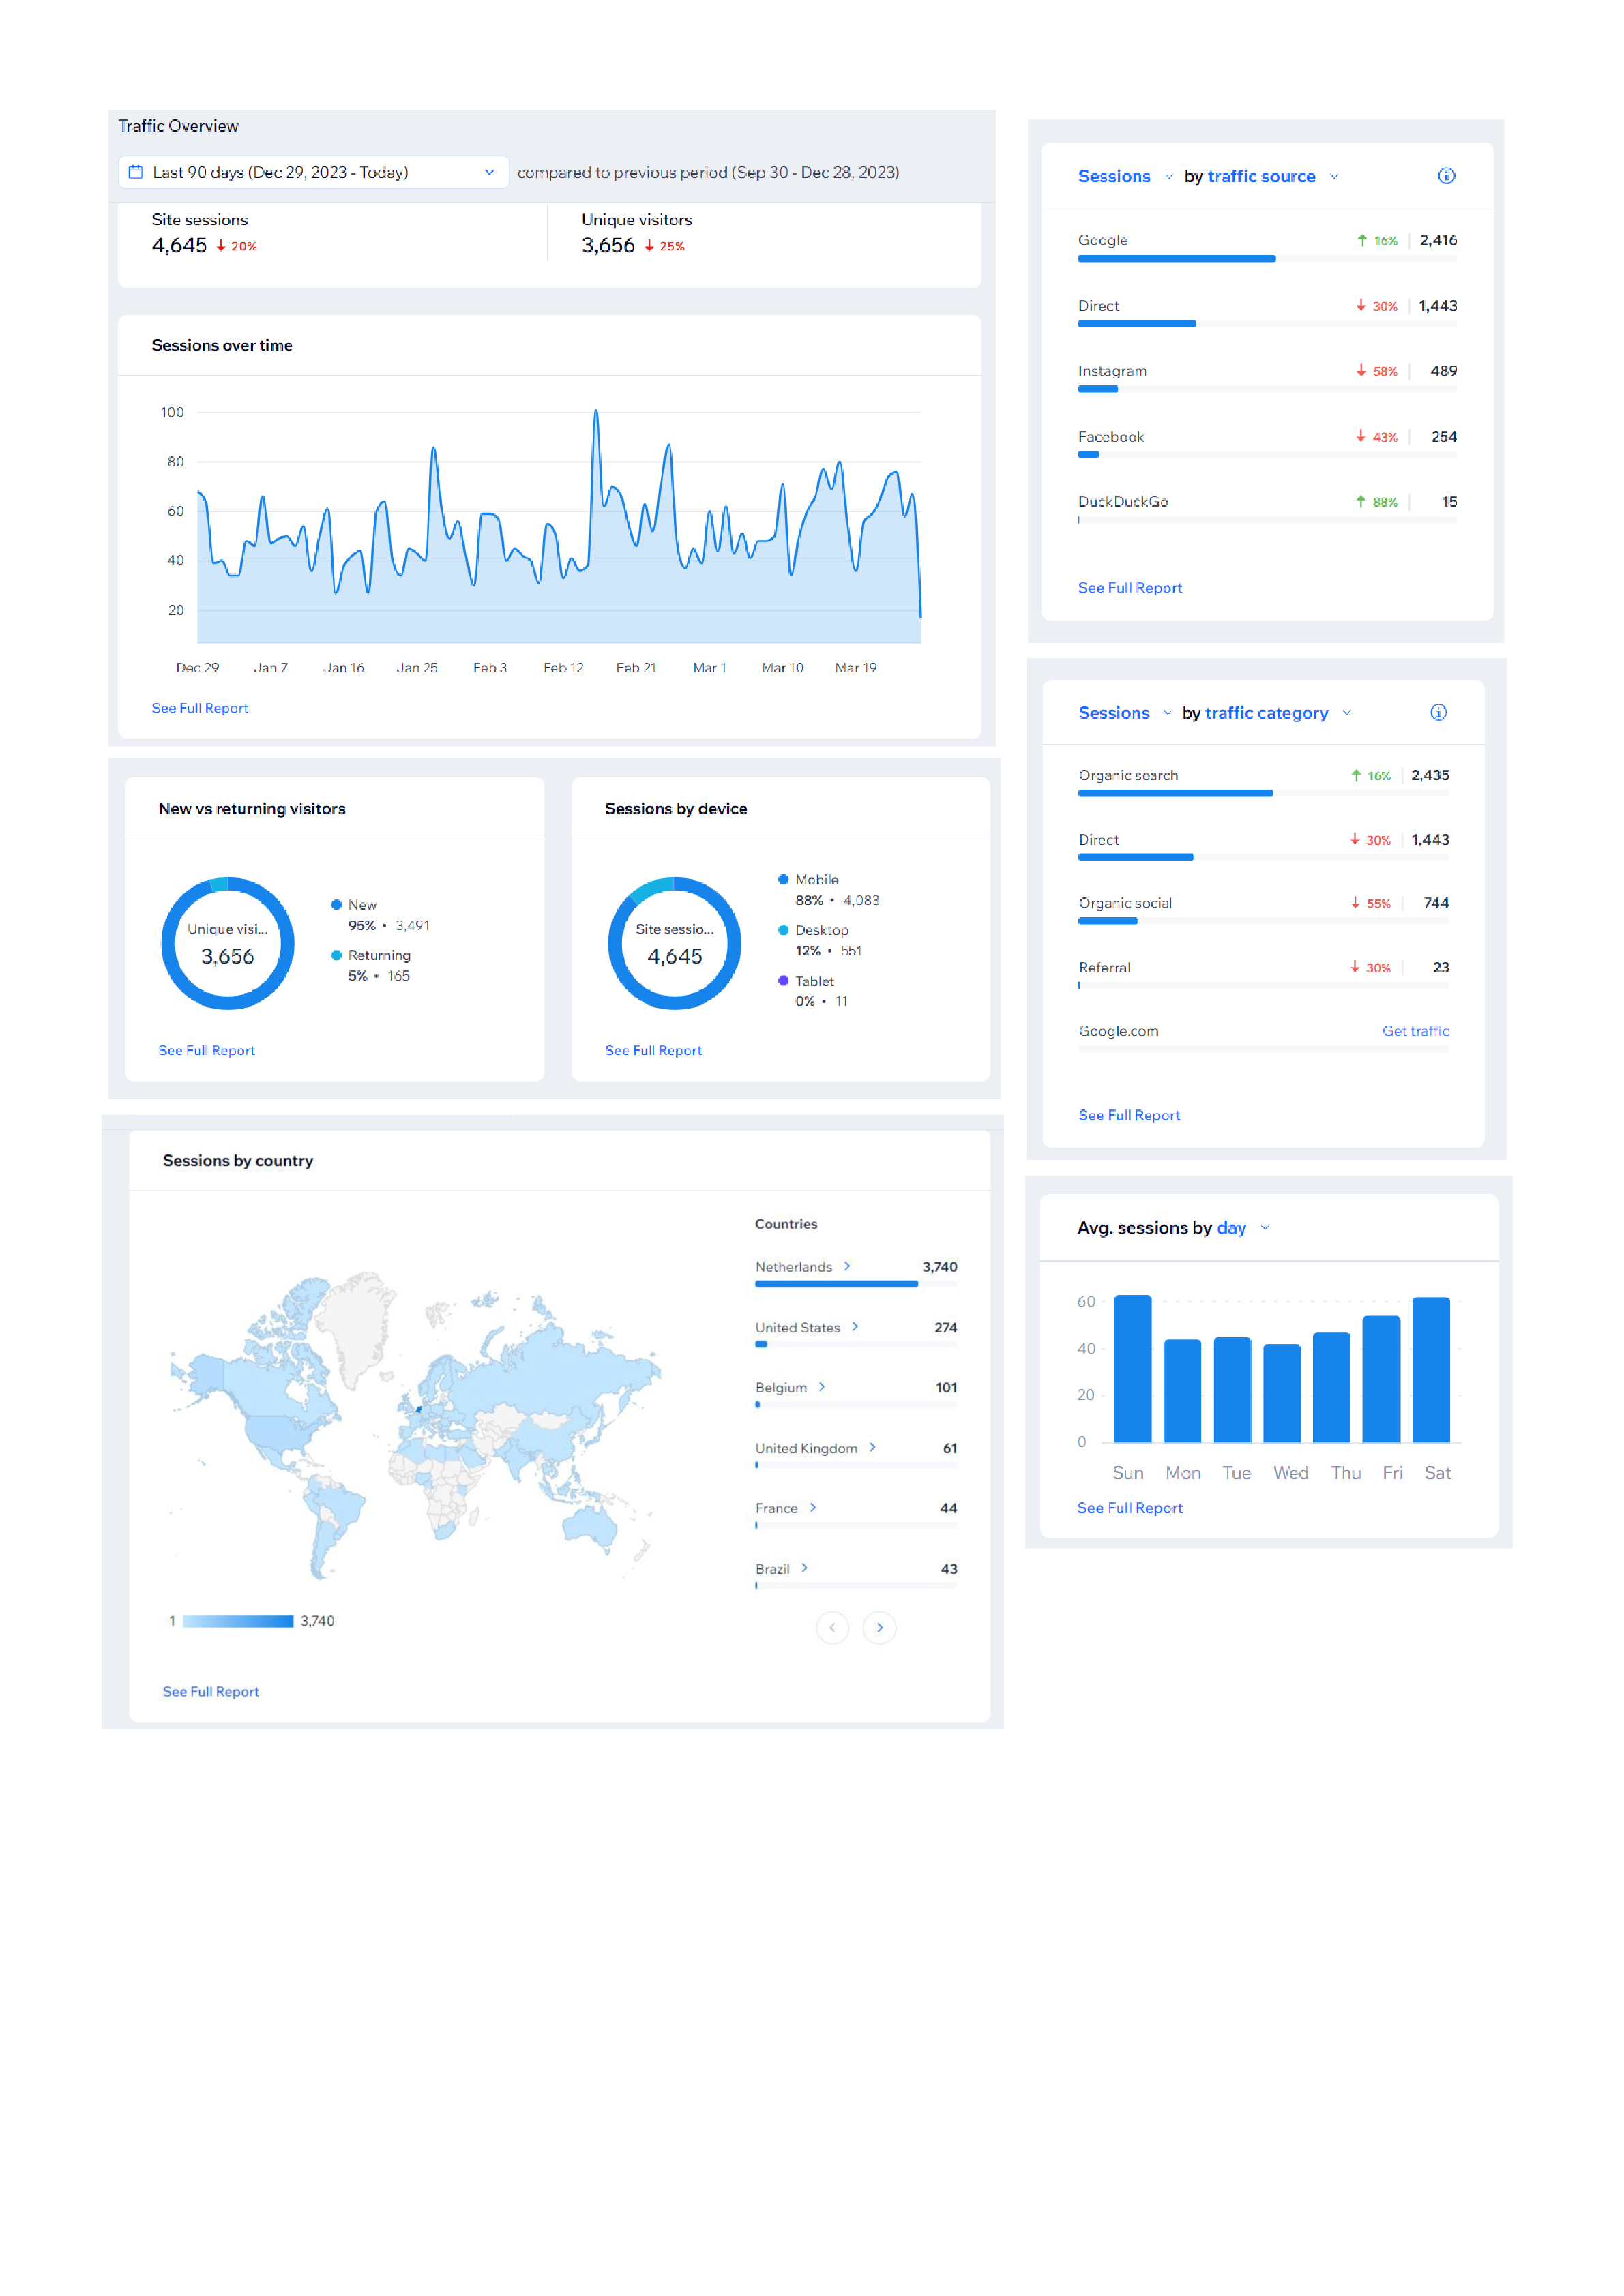 Traffic Overview
Last 90 days (Dec 29, 2023 - Today)
compared to previous period (Sep 30 - Dec 28, 2023)
Site sessions
4,645 ↓ 20%
Unique visitors
3,656 ↓ 25%
Sessions over time
100
80
60
40
20
Dec 29 Jan 7 Jan 16 Jan 25 Feb 3 Feb 12 Feb 21 Mar 1 Mar 10 Mar 19
See Full Report
New vs returning visitors
Unique visi...
3,656
New
95% • 3,491
Returning
5% • 165
See Full Report
Sessions by device
Site sessio...
4,645
Mobile
88% • 4,083
Desktop
12% • 551
Tablet
0% • 11
See Full Report
Sessions by country
Countries
Netherlands > 3,740
United States > 274
Belgium > 101
United Kingdom > 61
France > 44
Brazil > 43
1 3,740
See Full Report
Sessions by traffic source
Google ↑ 16% 2,416
Direct ↓ 30% 1,443
Instagram ↓ 58% 489
Facebook ↓ 43% 254
DuckDuckGo ↑ 88% 15
See Full Report
Sessions by traffic category
Organic search ↑ 16% 2,435
Direct ↓ 30% 1,443
Organic social ↓ 55% 744
Referral ↓ 30% 23
Google.com Get traffic
See Full Report
Avg. sessions by day
60
40
20
0
Sun Mon Tue Wed Thu Fri Sat
See Full Report